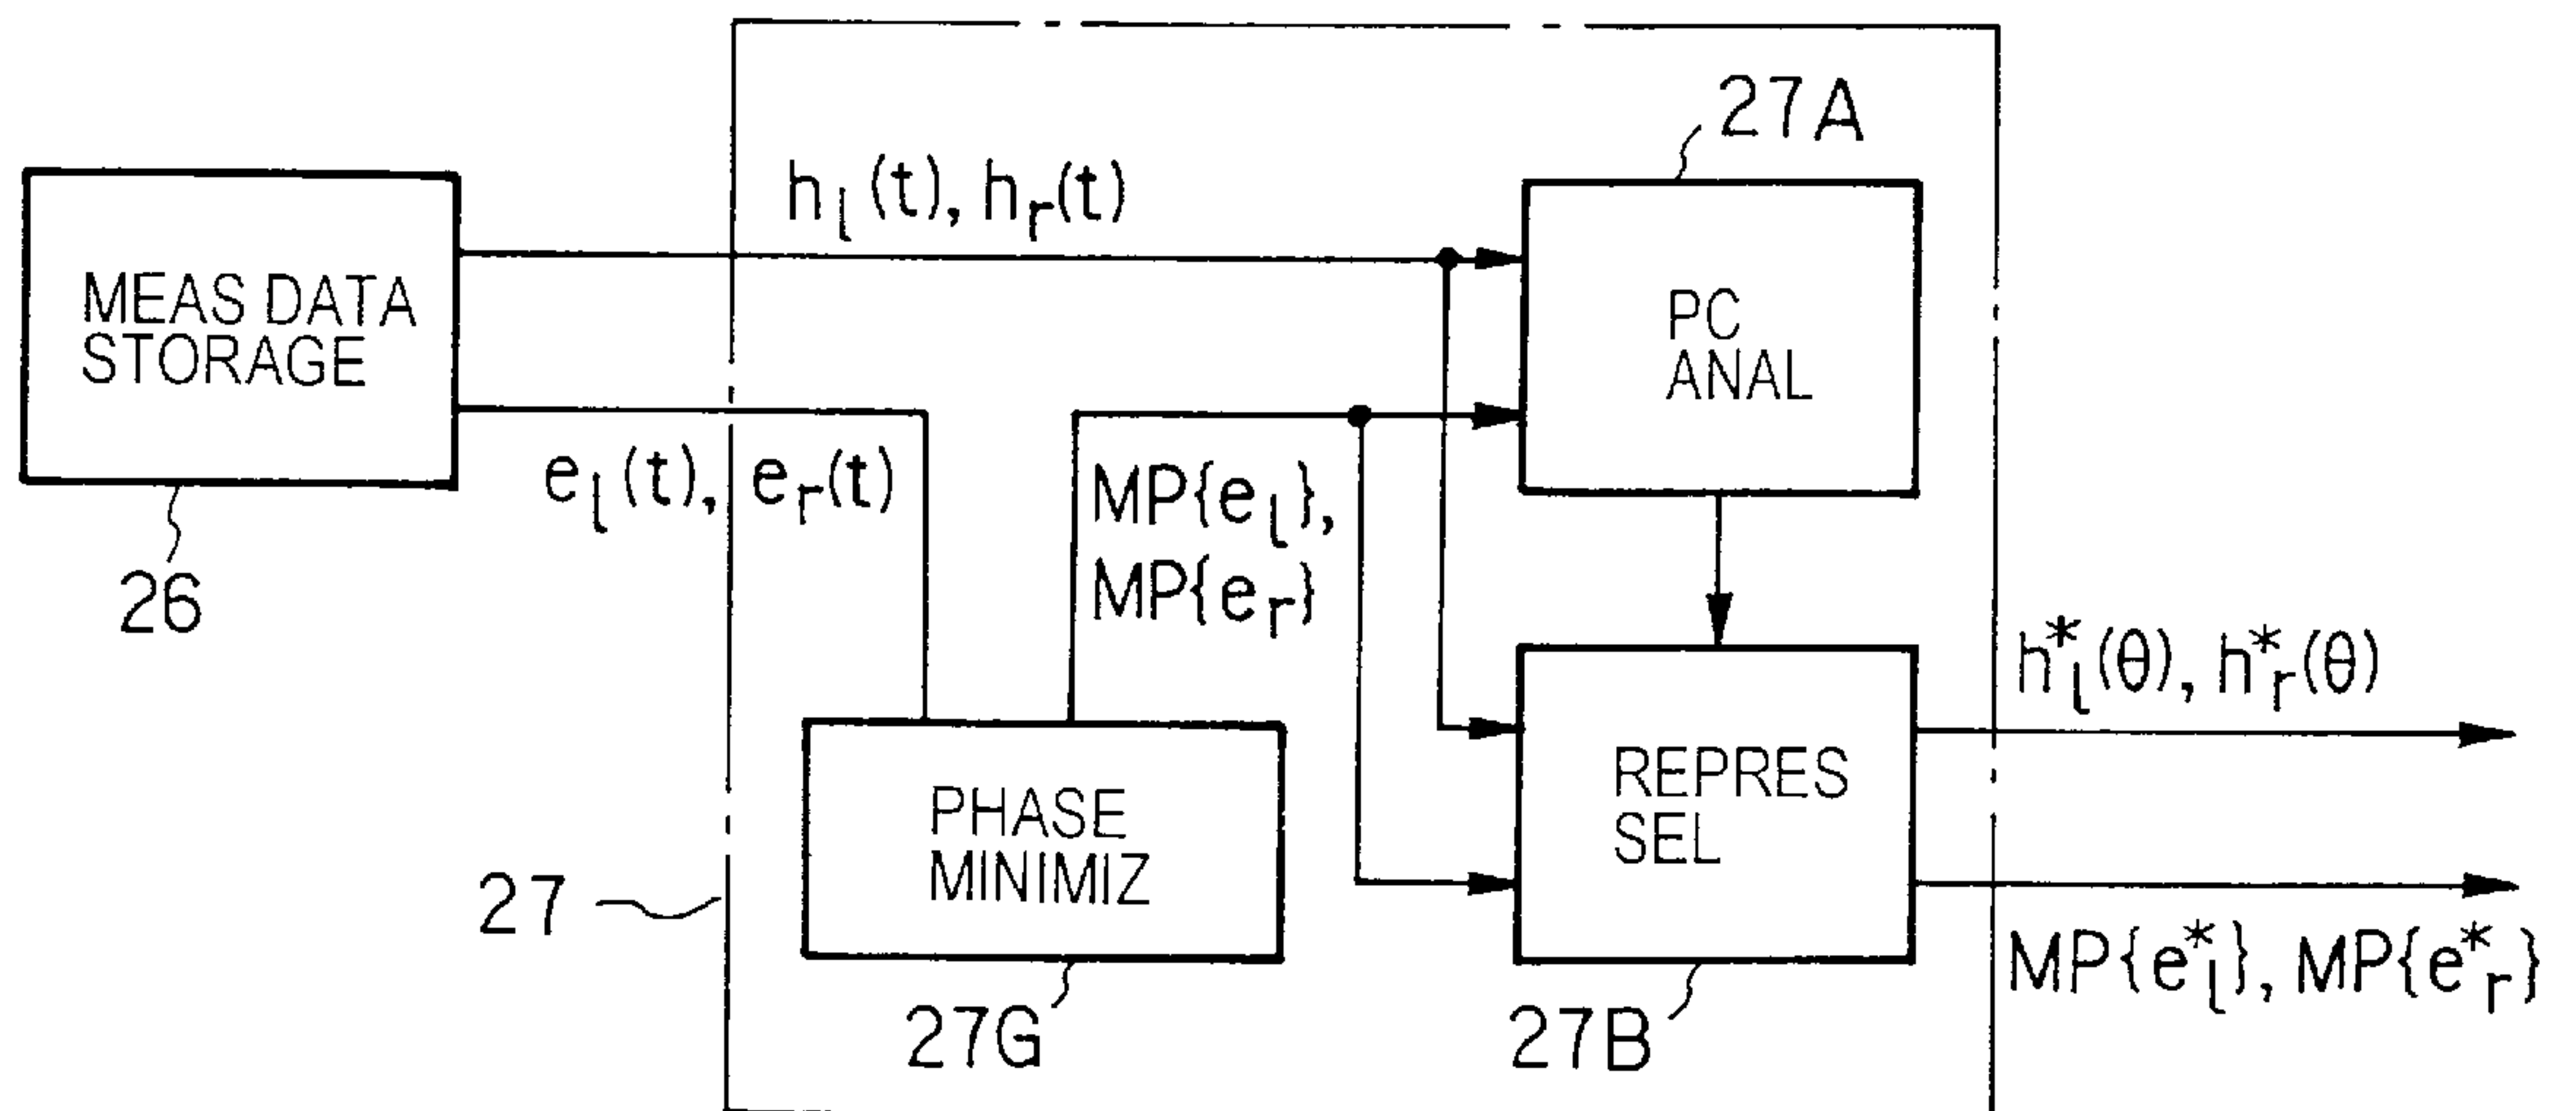 27A
h_l(t), h_r(t)
MEAS DATA
STORAGE
PC
ANAL
e_l(t), e_r(t)
MP{e_l},
MP{e_r}
26
h*_l(θ), h*_r(θ)
REPRES
SEL
PHASE
MINIMIZ
27
MP{e*_l}, MP{e*_r}
27G
27B